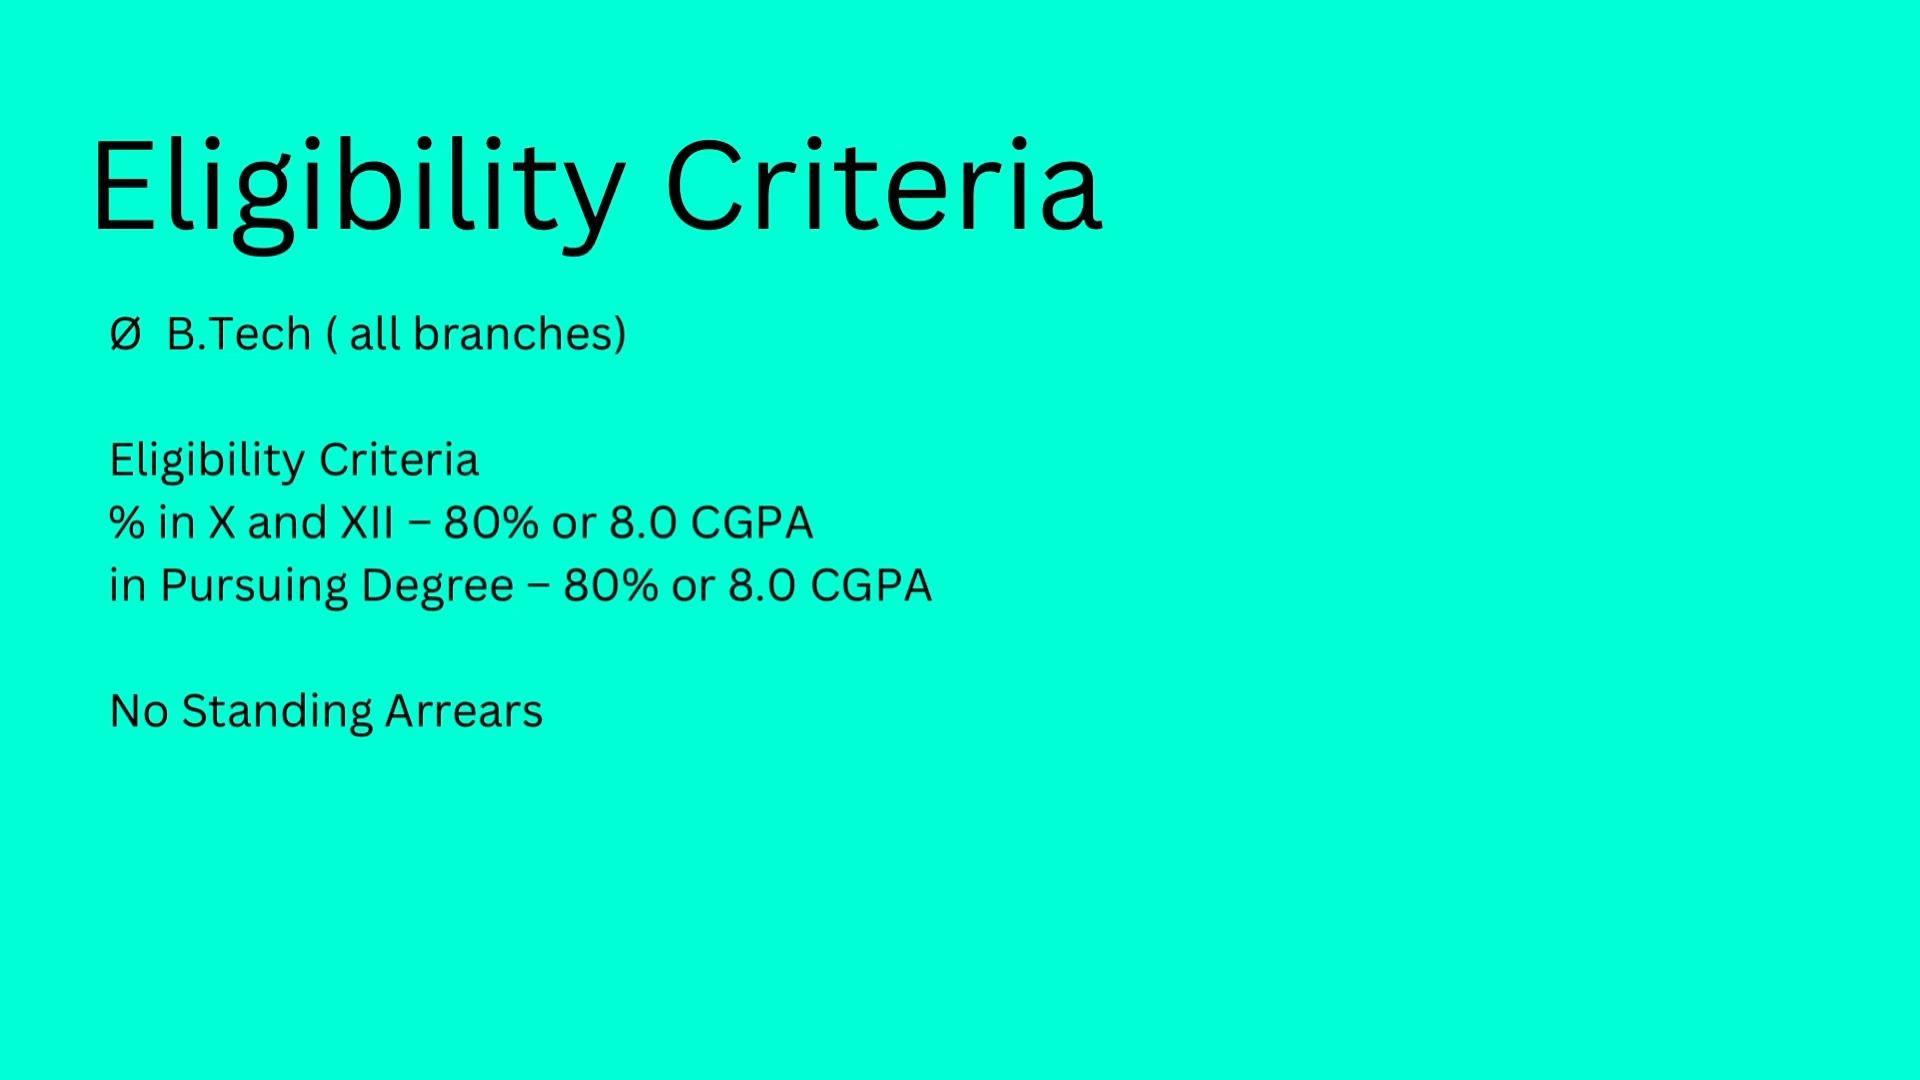 Eligibility Criteria
Ø B.Tech ( all branches)
Eligibility Criteria
% in X and XII – 80% or 8.0 CGPA
in Pursuing Degree – 80% or 8.0 CGPA
No Standing Arrears